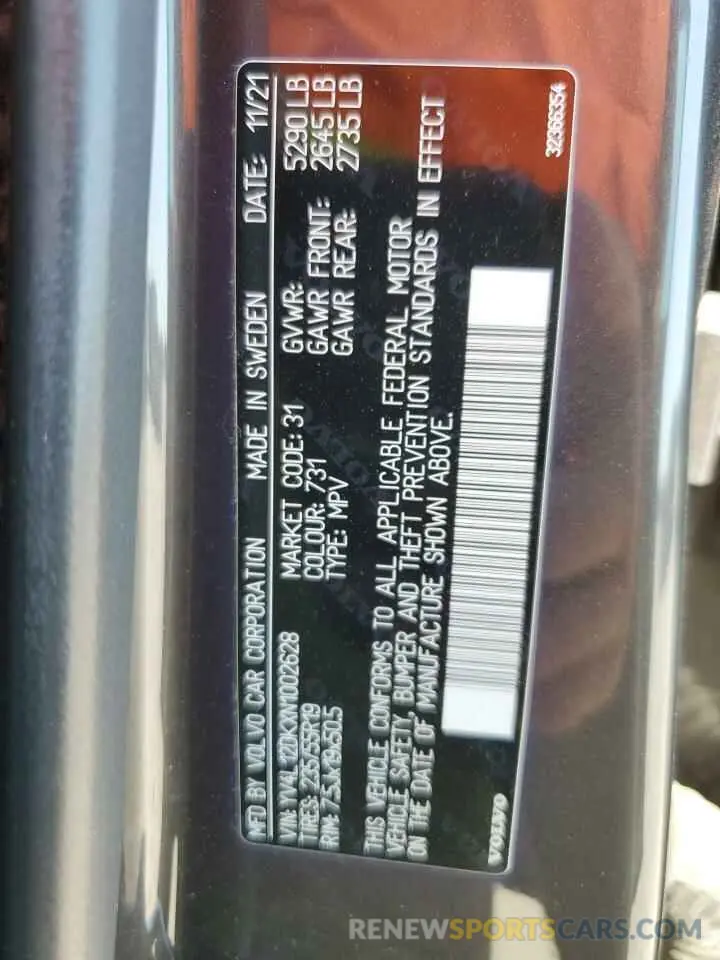 MFD BY VOLVO CAR CORPORATION MADE IN SWEDEN DATE: 11/21
VIN: YV4L12DKXN1002628 MARKET CODE: 31 GVWR: 5290 LB
TIRES: 235/55R19 COLOUR: 731 GAWR FRONT: 2645 LB
RIM: 7.5Jx19x50.5 TYPE: MPV GAWR REAR: 2735 LB
THIS VEHICLE CONFORMS TO ALL APPLICABLE FEDERAL MOTOR
VEHICLE SAFETY, BUMPER AND THEFT PREVENTION STANDARDS IN EFFECT
ON THE DATE OF MANUFACTURE SHOWN ABOVE.
VOLVO
32366354
RENEWSPORTSCARS.COM